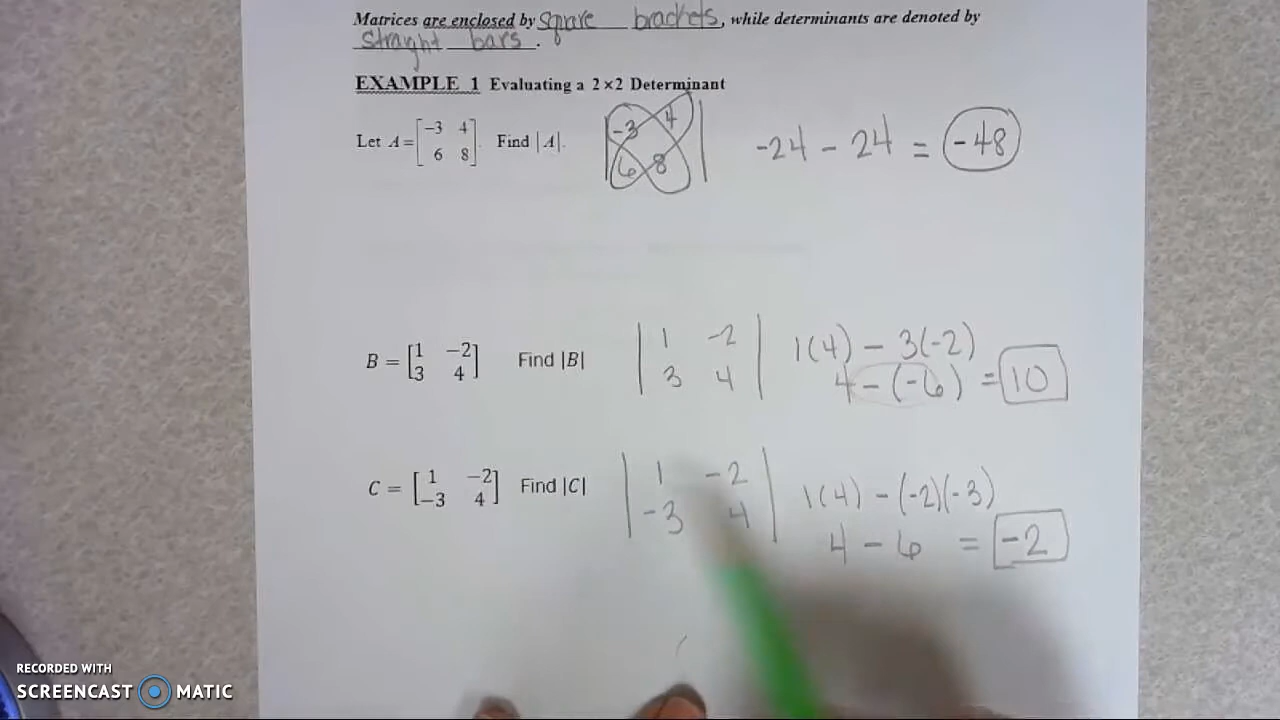 Matrices are enclosed by square brackets, while determinants are denoted by
straight bars.
EXAMPLE 1 Evaluating a 2×2 Determinant
Let A = [-3 4] Find |A|. |-3 4| -24 - 24 = -48
[6 8] |6 8|
B = [1 -2] Find |B| |1 -2| 1(4) - 3(-2)
[3 4] |3 4| 4 - (-6) = 10
C = [1 -2] Find |C| |1 -2| 1(4) - (-2)(-3)
[-3 4] |-3 4| 4 - 6 = -2
RECORDED WITH
SCREENCAST MATIC